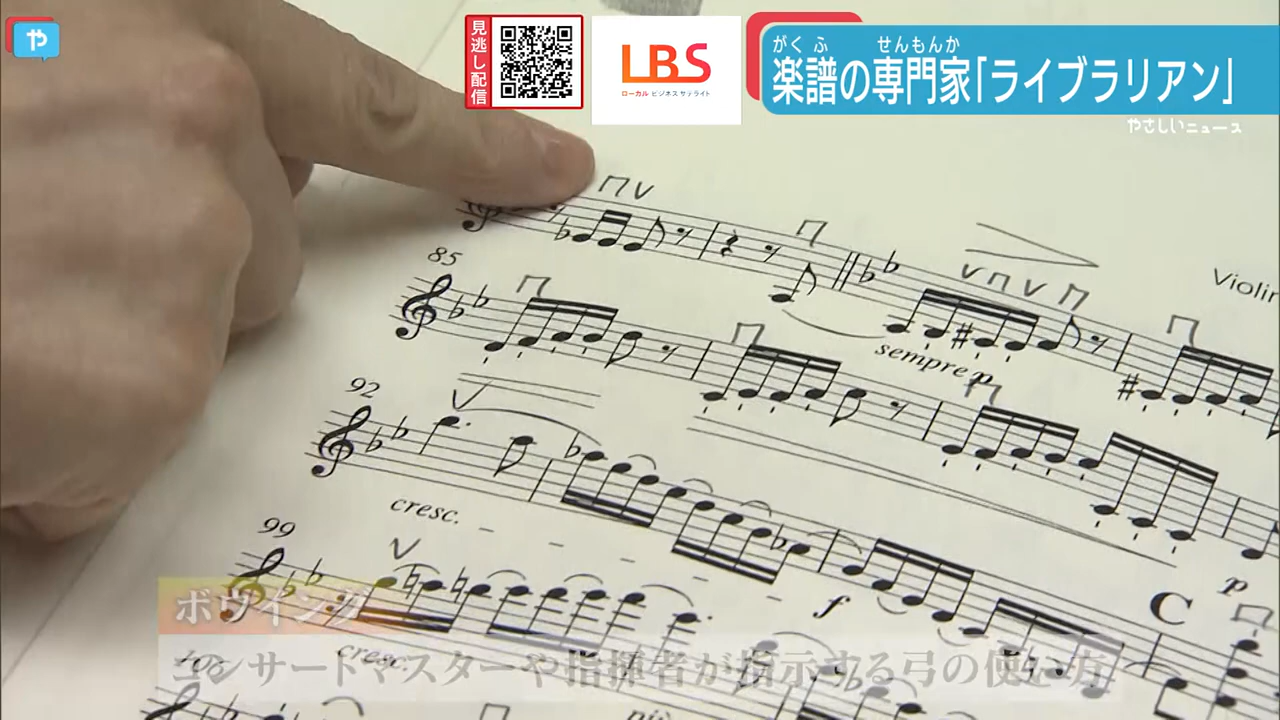 や
見逃し配信
LBS
ローカル ビジネス サテライト
がくふ せんもんか
楽譜の専門家「ライブラリアン」
やさしいニュース
Violin
85
sempre p
92
cresc.
f
p
C
99
cresc.
ボウイング
コンサートマスターや指揮者が指示する弓の使い方
106
più